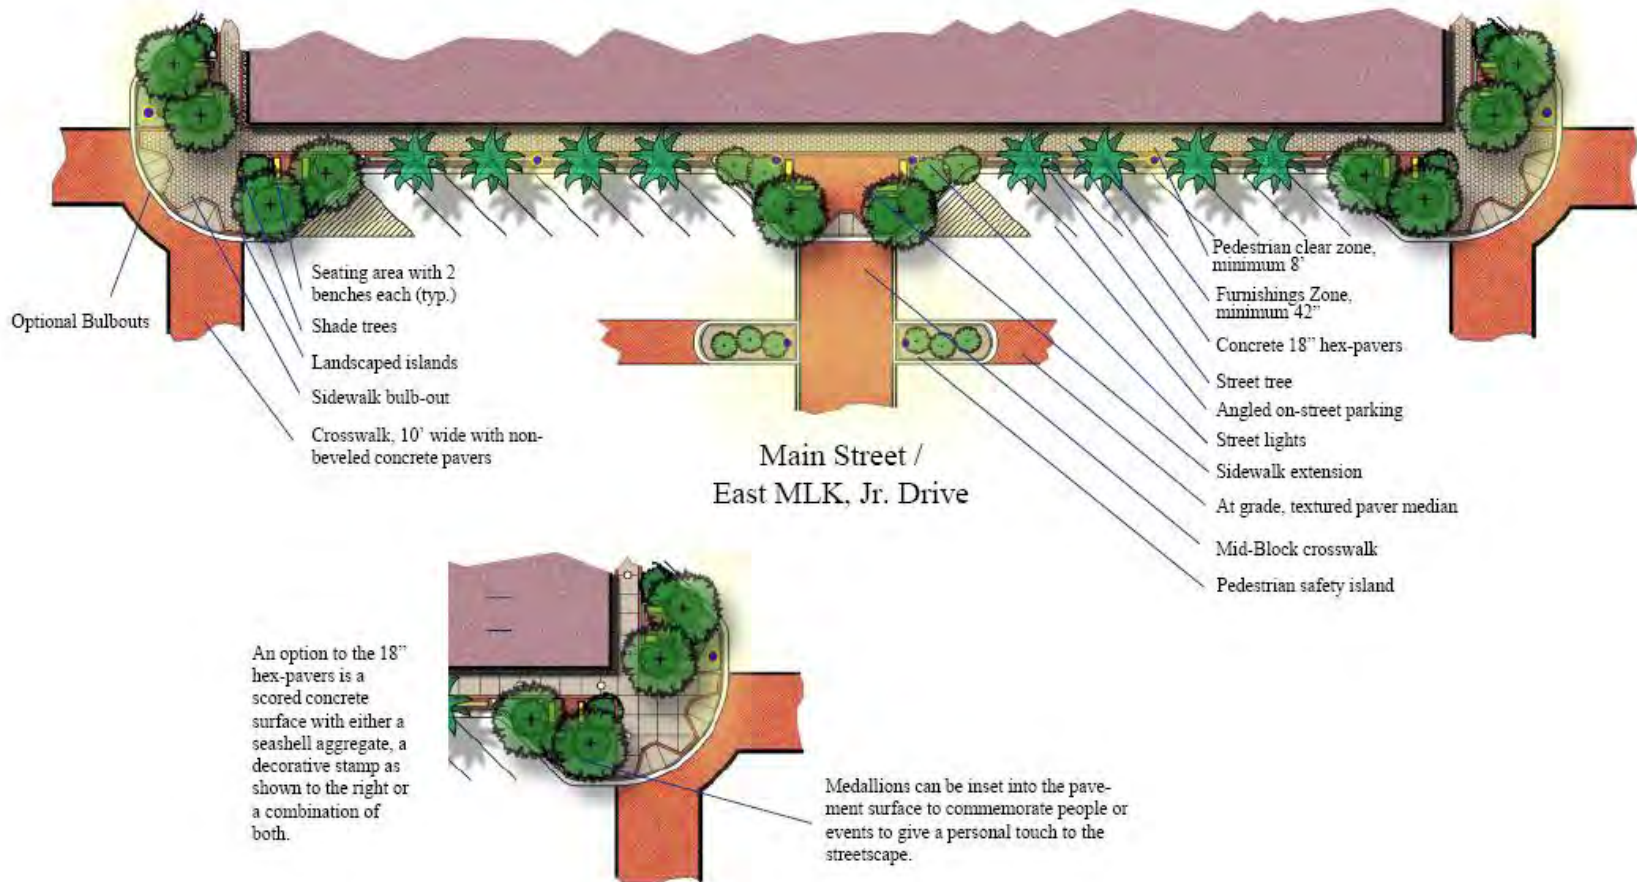 Seating area with 2
benches each (typ.)
Optional Bulbouts
Shade trees
Landscaped islands
Sidewalk bulb-out
Crosswalk, 10’ wide with non-
beveled concrete pavers
Main Street /
East MLK, Jr. Drive
Pedestrian clear zone,
minimum 8’
Furnishings Zone,
minimum 42”
Concrete 18” hex-pavers
Street tree
Angled on-street parking
Street lights
Sidewalk extension
At grade, textured paver median
Mid-Block crosswalk
Pedestrian safety island
An option to the 18”
hex-pavers is a
scored concrete
surface with either a
seashell aggregate, a
decorative stamp as
shown to the right or
a combination of
both.
Medallions can be inset into the pave-
ment surface to commemorate people or
events to give a personal touch to the
streetscape.